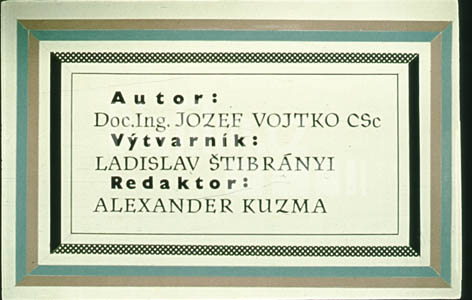 Autor:
Doc.Ing. JOZEF VOJTKO CSc
Výtvarník:
LADISLAV ŠTIBRÁNYI
Redaktor:
ALEXANDER KUZMA